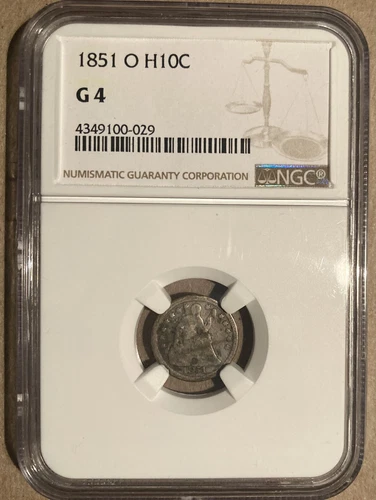 1851 O H10C
G 4
4349100-029
NUMISMATIC GUARANTY CORPORATION
NGC®